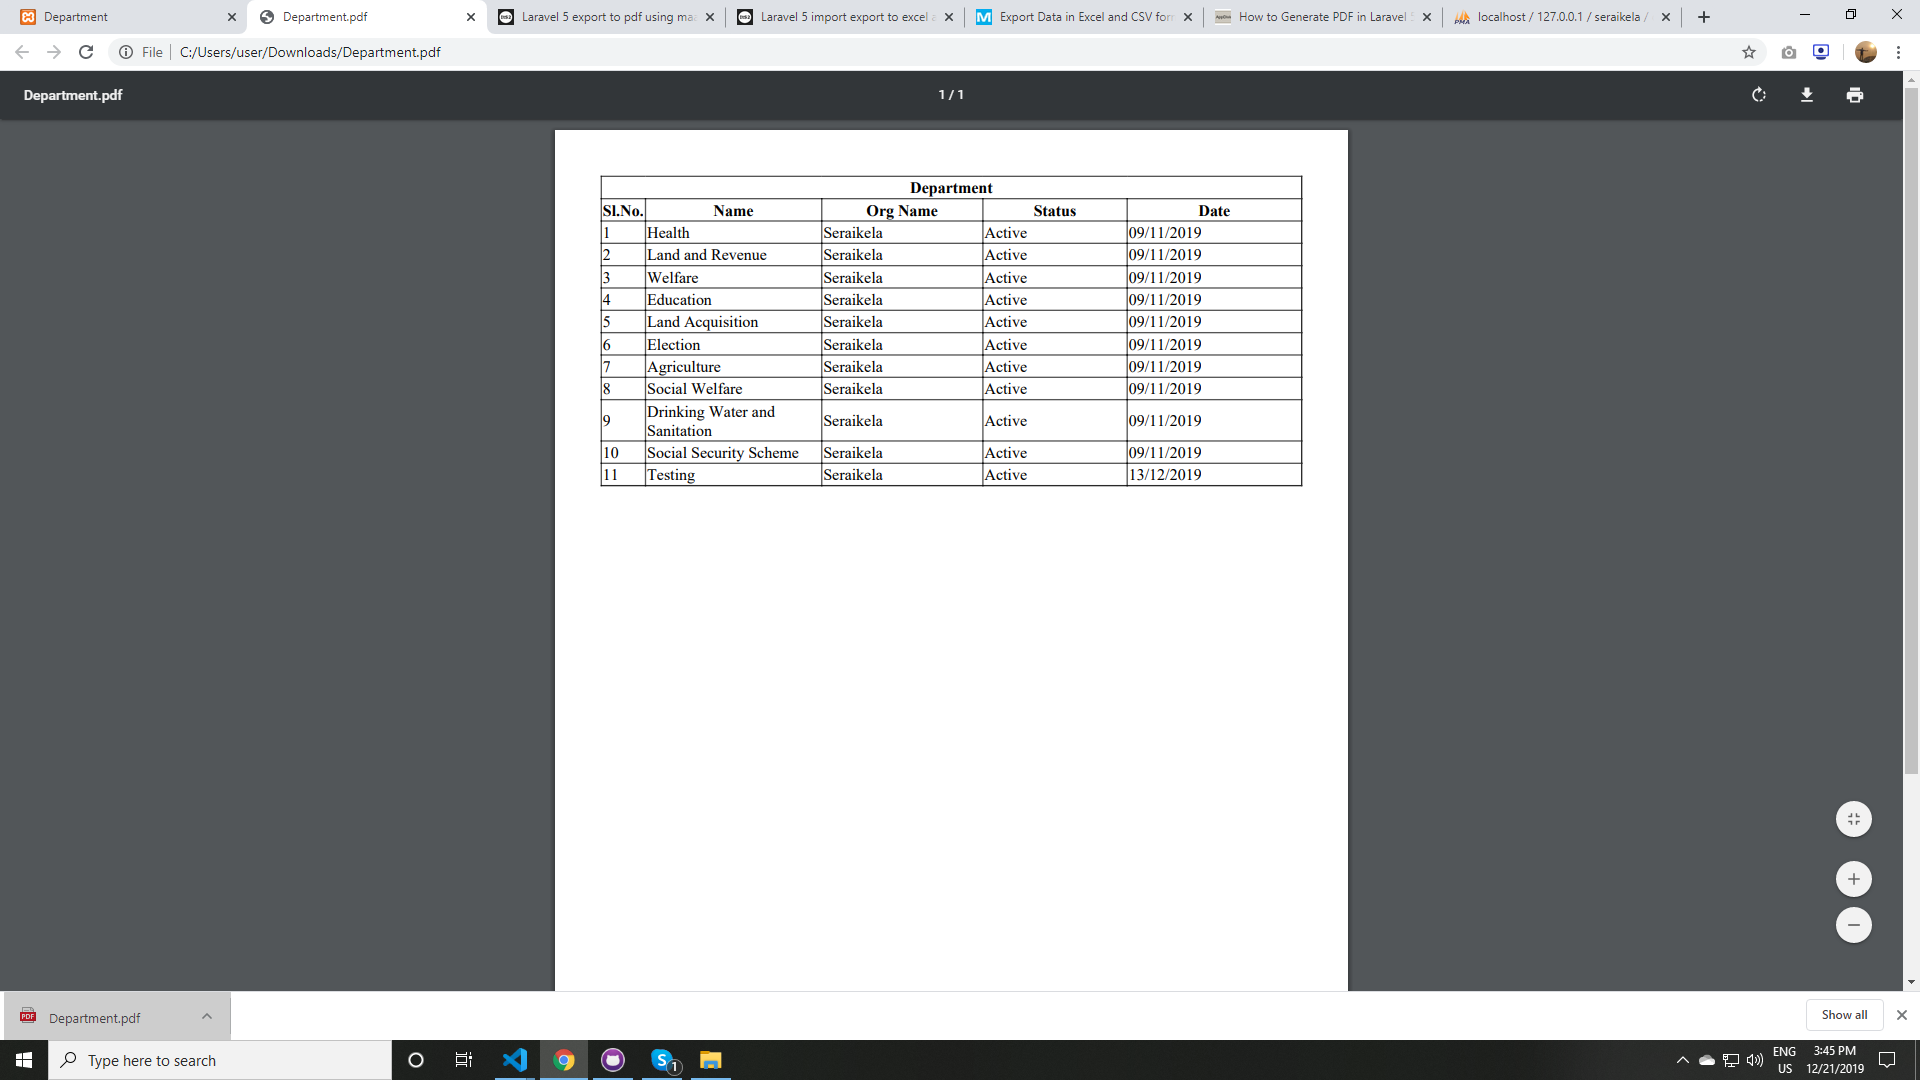 Department
Department.pdf
Laravel 5 export to pdf using ma
Laravel 5 import export to excel
Export Data in Excel and CSV for
How to Generate PDF in Laravel
localhost / 127.0.0.1 / seraikela /
File
C:/Users/user/Downloads/Department.pdf
Department.pdf
1 / 1
Department
Sl.No. Name Org Name Status Date
1 Health Seraikela Active 09/11/2019
2 Land and Revenue Seraikela Active 09/11/2019
3 Welfare Seraikela Active 09/11/2019
4 Education Seraikela Active 09/11/2019
5 Land Acquisition Seraikela Active 09/11/2019
6 Election Seraikela Active 09/11/2019
7 Agriculture Seraikela Active 09/11/2019
8 Social Welfare Seraikela Active 09/11/2019
9 Drinking Water and
Sanitation Seraikela Active 09/11/2019
10 Social Security Scheme Seraikela Active 09/11/2019
11 Testing Seraikela Active 13/12/2019
PDF
Department.pdf
Show all
Type here to search
S 1
ENG
US
3:45 PM
12/21/2019